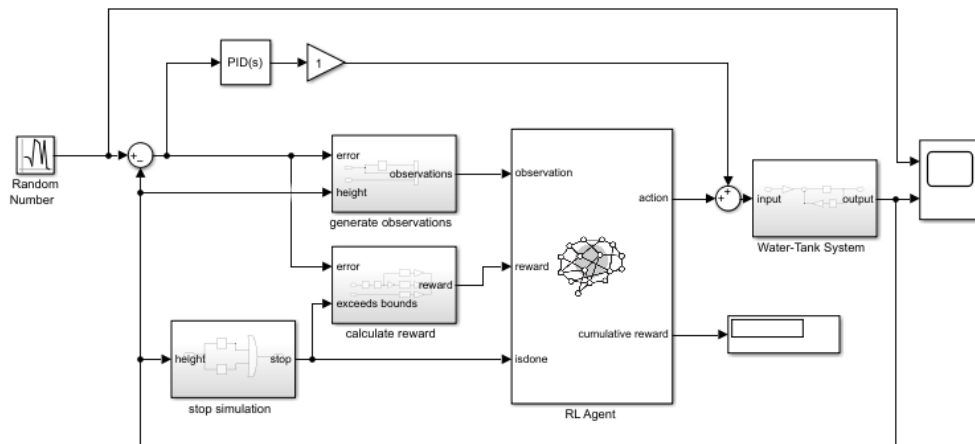 PID(s)
1
Random
Number
error
observations
height
generate observations
error
reward
exceeds bounds
calculate reward
height
stop
stop simulation
observation
action
reward
cumulative reward
isdone
RL Agent
input
output
Water-Tank System